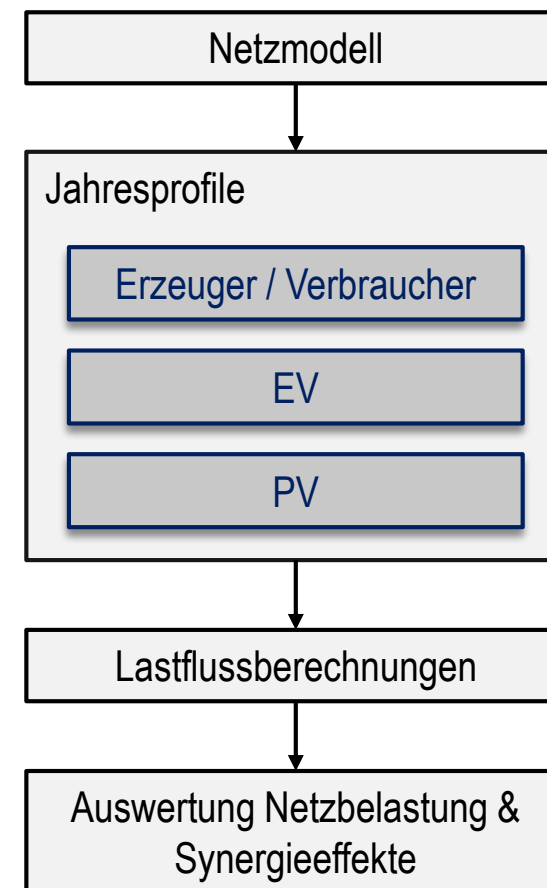 Netzmodell
Jahresprofile
Erzeuger / Verbraucher
EV
PV
Lastflussberechnungen
Auswertung Netzbelastung &
Synergieeffekte